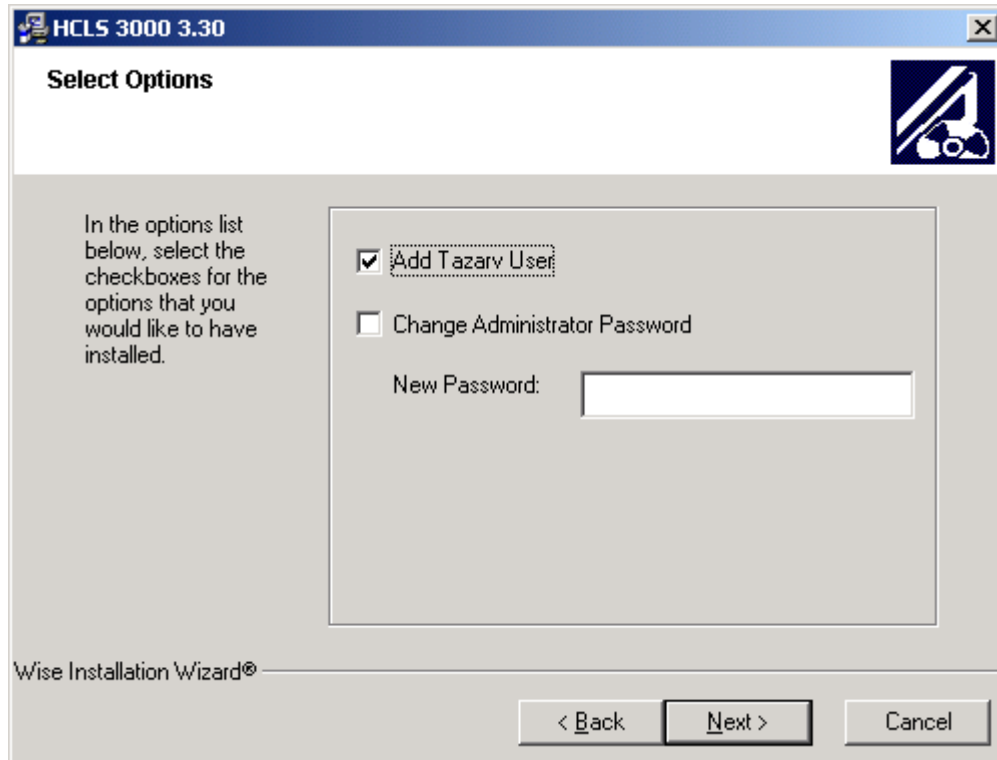 HCLS 3000 3.30
Select Options
In the options list
below, select the
checkboxes for the
options that you
would like to have
installed.
Add Tazarv User
Change Administrator Password
New Password:
Wise Installation Wizard®
< Back
Next >
Cancel